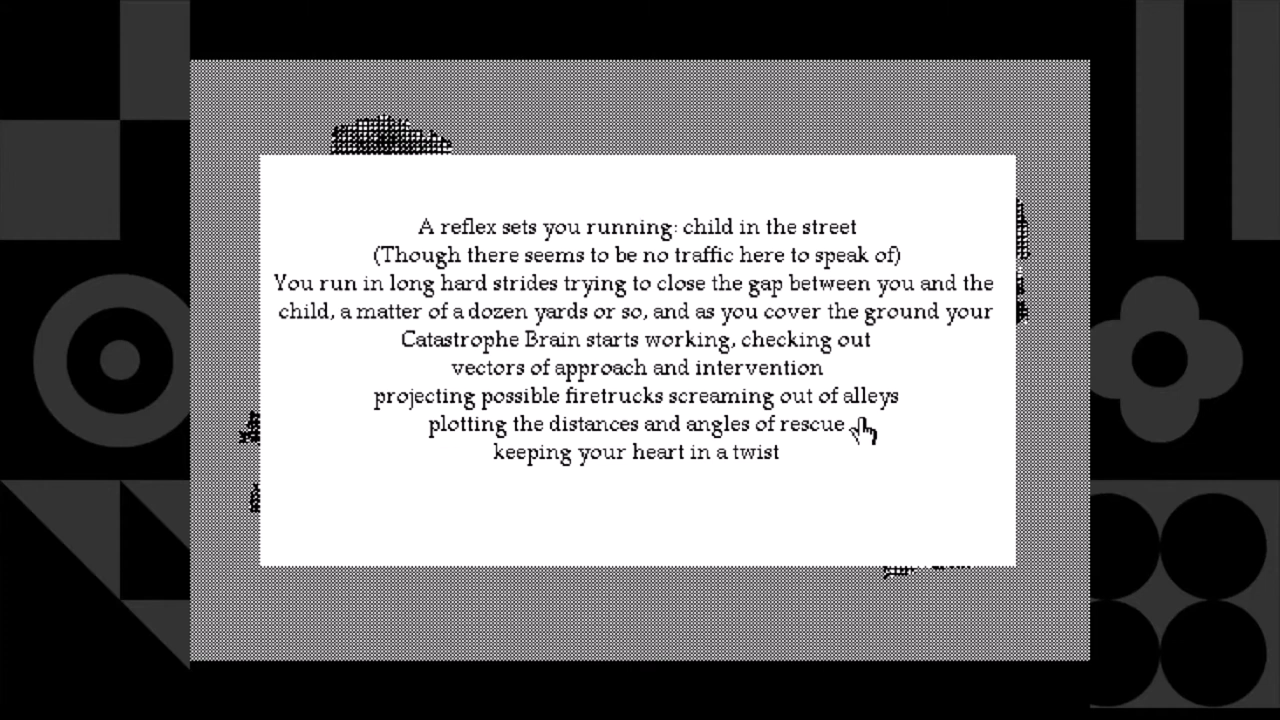 A reflex sets you running: child in the street
(Though there seems to be no traffic here to speak of)
You run in long hard strides trying to close the gap between you and the
child, a matter of a dozen yards or so, and as you cover the ground your
Catastrophe Brain starts working, checking out
vectors of approach and intervention
projecting possible firetrucks screaming out of alleys
plotting the distances and angles of rescue
keeping your heart in a twist